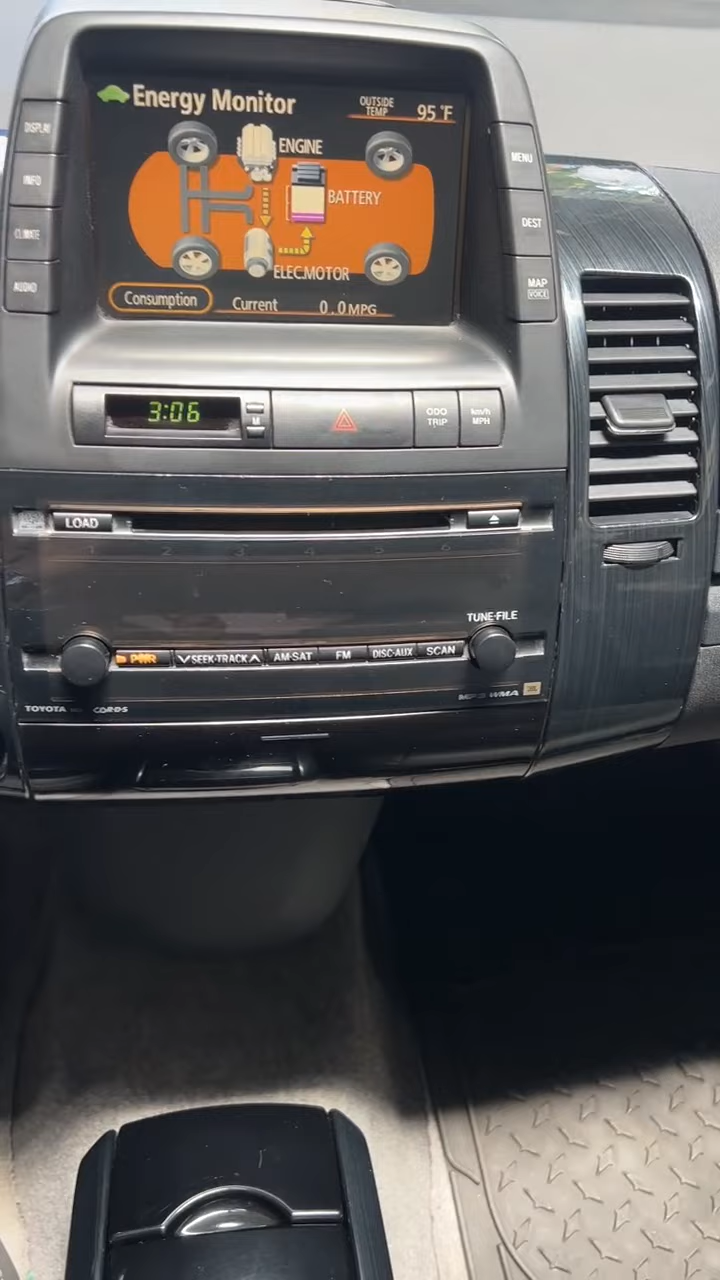 Energy Monitor
OUTSIDE TEMP 95°F
DISPLAY
INFO
CLIMATE
AUDIO
ENGINE
BATTERY
ELEC.MOTOR
Consumption
Current 0.0 MPG
MENU
DEST
MAP
VOICE
3:06
M
ODO
TRIP
km/h
MPH
LOAD
1 2 3 4 5 6
TUNE·FILE
PWR
SEEK·TRACK
AM·SAT
FM
DISC·AUX
SCAN
TOYOTA
MP3 WMA